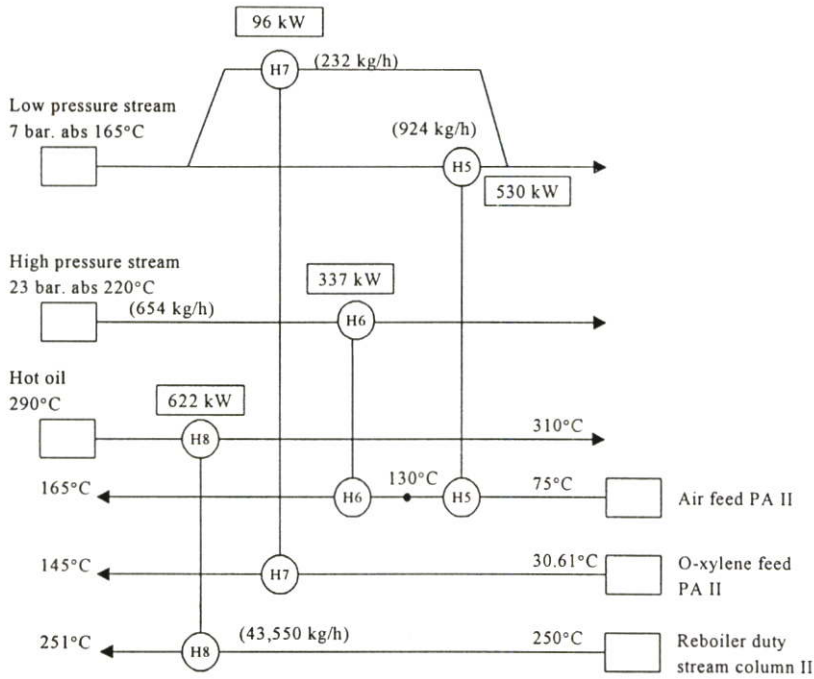 96 kW
H7
(232 kg/h)
Low pressure stream
7 bar. abs 165°C
(924 kg/h)
H5
530 kW
High pressure stream
23 bar. abs 220°C
(654 kg/h)
337 kW
H6
Hot oil
290°C
622 kW
H8
310°C
165°C
H6
130°C
H5
75°C
Air feed PA II
145°C
H7
30.61°C
O-xylene feed
PA II
251°C
H8
(43,550 kg/h)
250°C
Reboiler duty
stream column II